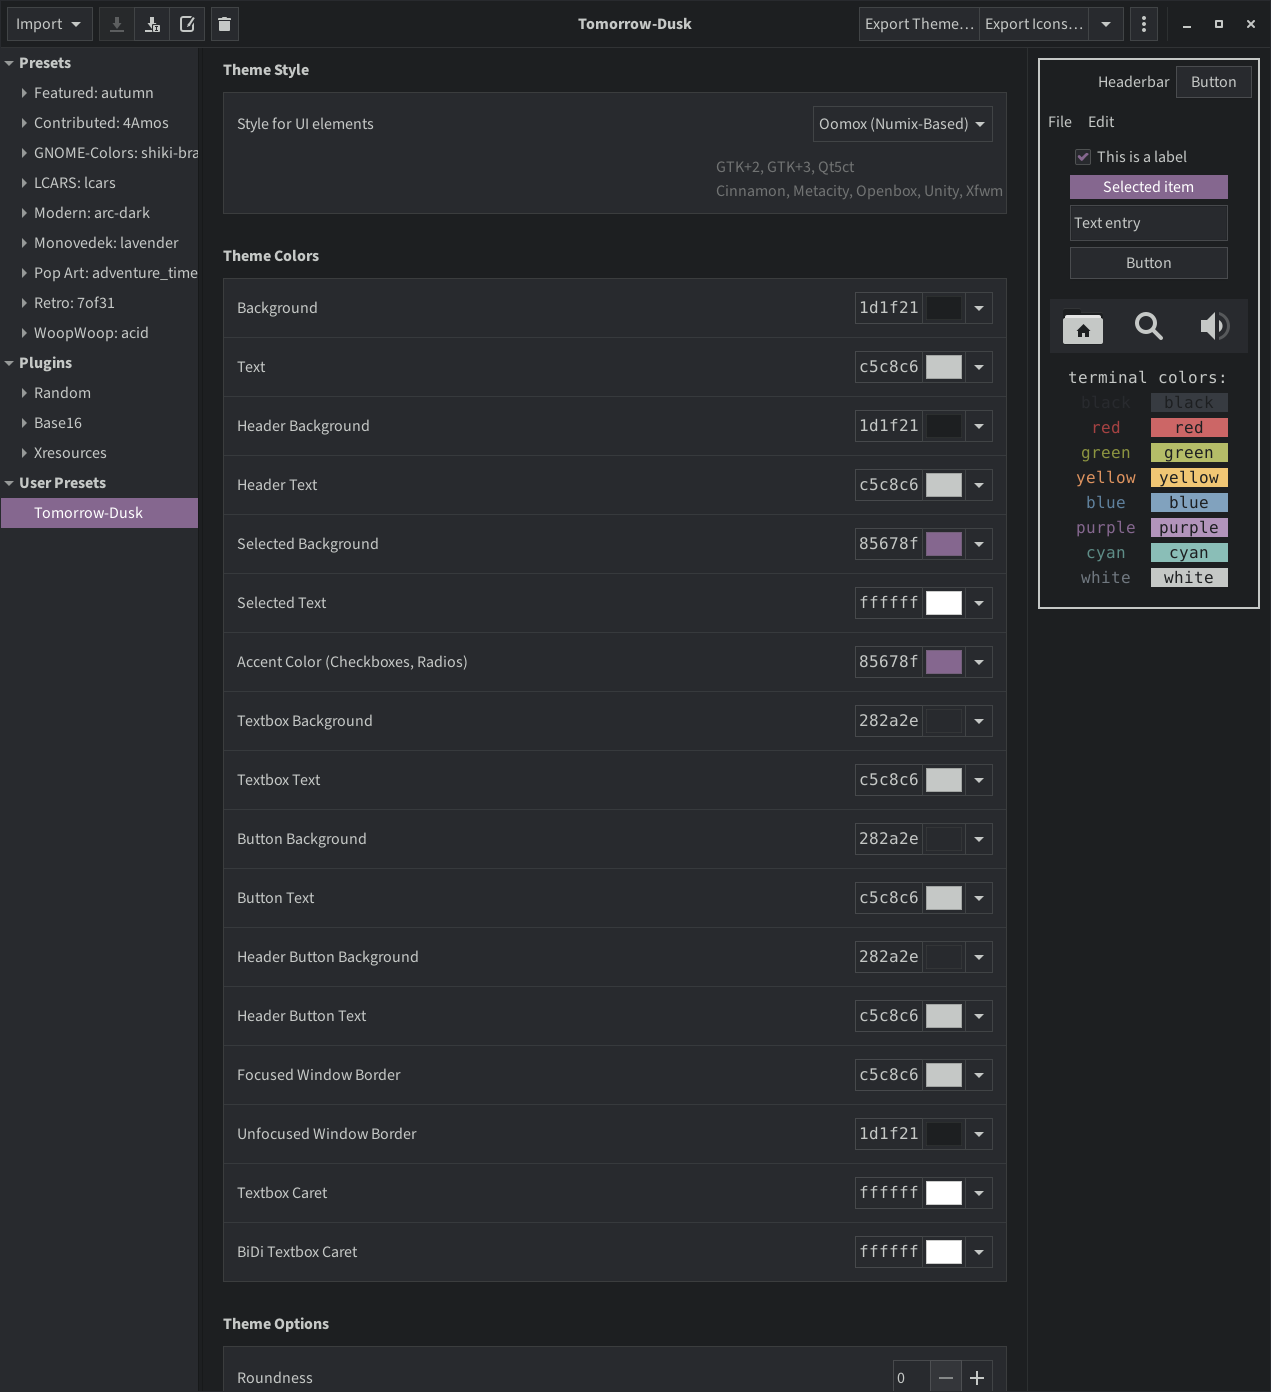 Import
Tomorrow-Dusk
Export Theme…
Export Icons…
Presets
Featured: autumn
Contributed: 4Amos
GNOME-Colors: shiki-bra
LCARS: lcars
Modern: arc-dark
Monovedek: lavender
Pop Art: adventure_time
Retro: 7of31
WoopWoop: acid
Plugins
Random
Base16
Xresources
User Presets
Tomorrow-Dusk
Theme Style
Style for UI elements
Oomox (Numix-Based)
GTK+2, GTK+3, Qt5ct
Cinnamon, Metacity, Openbox, Unity, Xfwm
Theme Colors
Background 1d1f21
Text c5c8c6
Header Background 1d1f21
Header Text c5c8c6
Selected Background 85678f
Selected Text ffffff
Accent Color (Checkboxes, Radios) 85678f
Textbox Background 282a2e
Textbox Text c5c8c6
Button Background 282a2e
Button Text c5c8c6
Header Button Background 282a2e
Header Button Text c5c8c6
Focused Window Border c5c8c6
Unfocused Window Border 1d1f21
Textbox Caret ffffff
BiDi Textbox Caret ffffff
Theme Options
Roundness 0
Headerbar Button
File Edit
This is a label
Selected item
Text entry
Button
terminal colors:
black black
red red
green green
yellow yellow
blue blue
purple purple
cyan cyan
white white